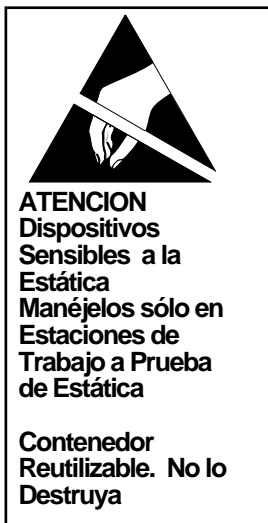 ATENCION
Dispositivos
Sensibles a la
Estática
Manéjelos sólo en
Estaciones de
Trabajo a Prueba
de Estática
Contenedor
Reutilizable. No lo
Destruya